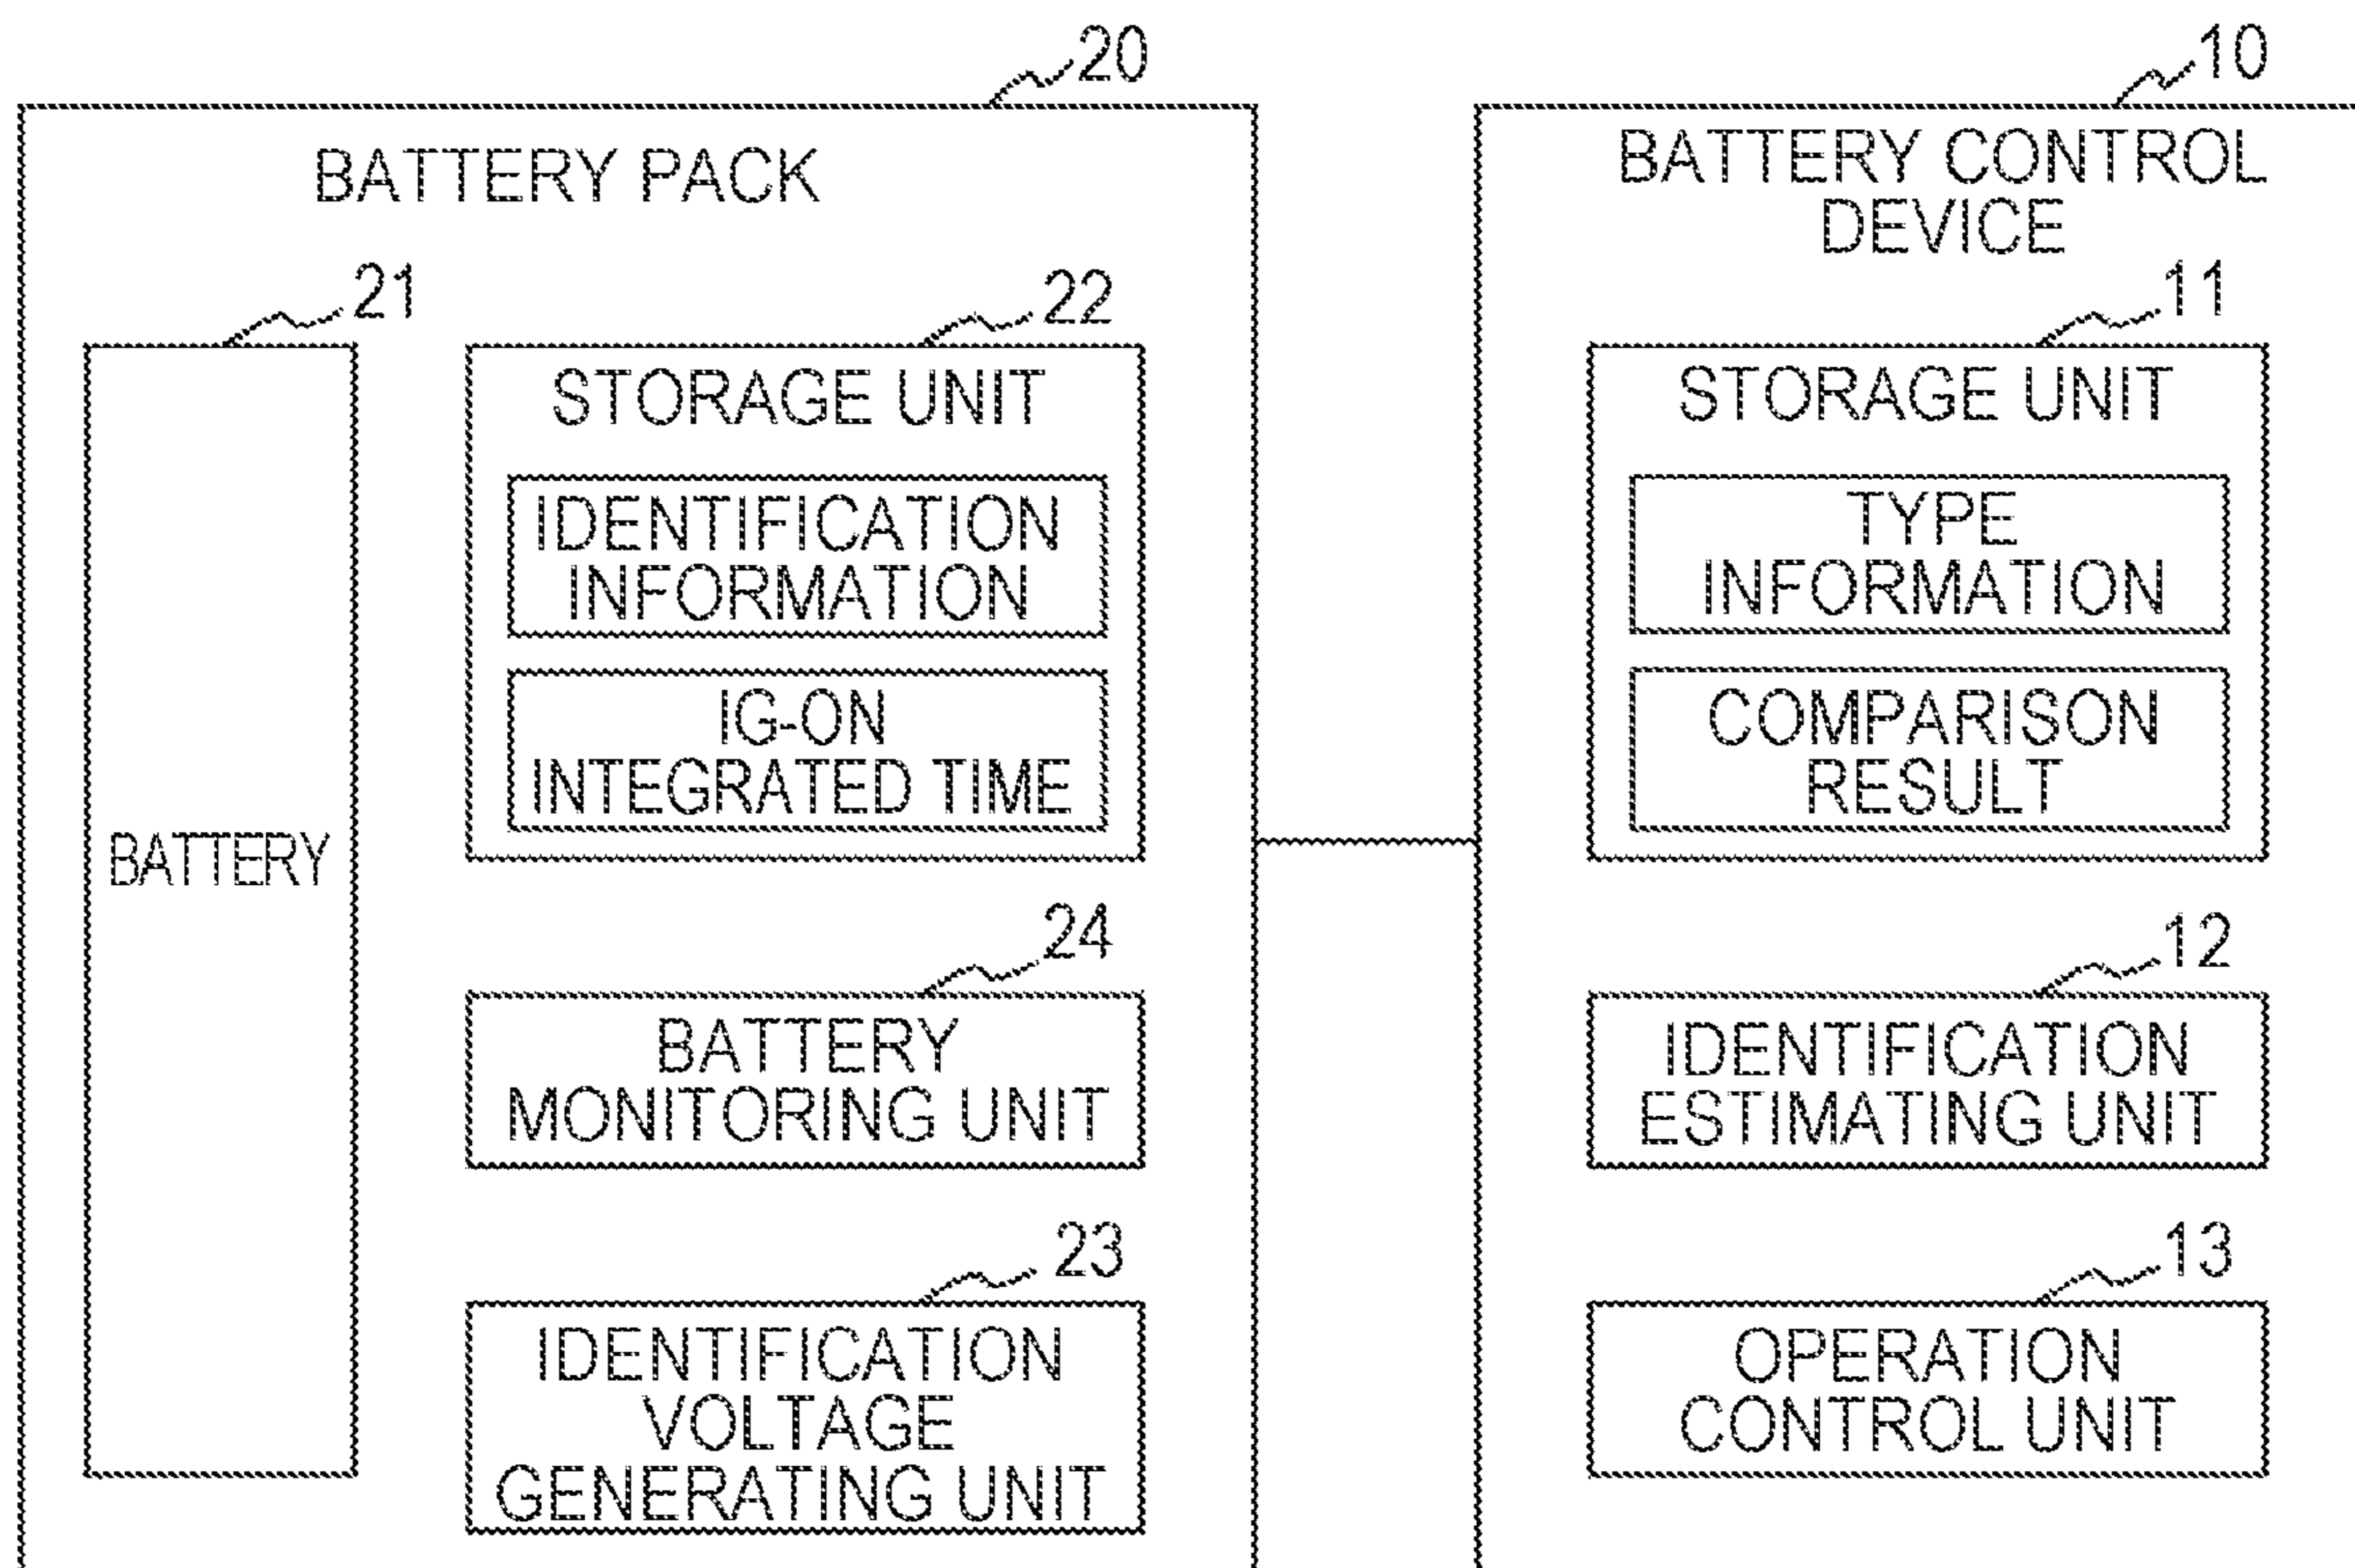 20
BATTERY PACK
21
BATTERY
22
STORAGE UNIT
IDENTIFICATION
INFORMATION
IG-ON
INTEGRATED TIME
24
BATTERY
MONITORING UNIT
23
IDENTIFICATION
VOLTAGE
GENERATING UNIT
10
BATTERY CONTROL
DEVICE
11
STORAGE UNIT
TYPE
INFORMATION
COMPARISON
RESULT
12
IDENTIFICATION
ESTIMATING UNIT
13
OPERATION
CONTROL UNIT